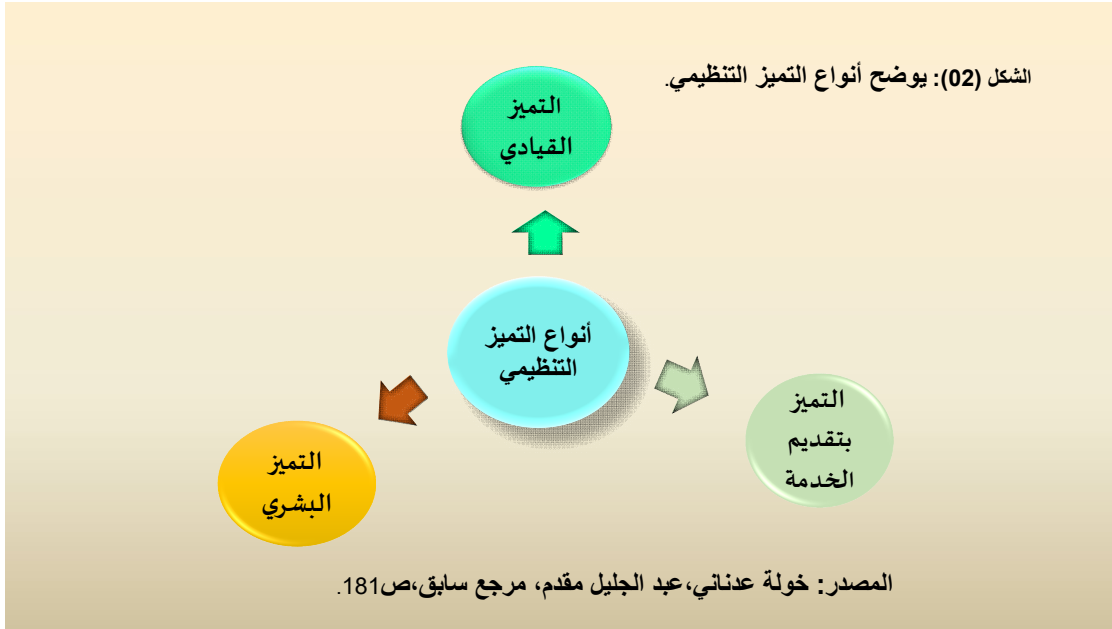 الشكل (02): يوضح أنواع التميز التنظيمي.
التميز
القيادي
أنواع التميز
التنظيمي
التميز
بتقديم
الخدمة
التميز
البشري
المصدر: خولة عدناني،عبد الجليل مقدم، مرجع سابق،ص181.